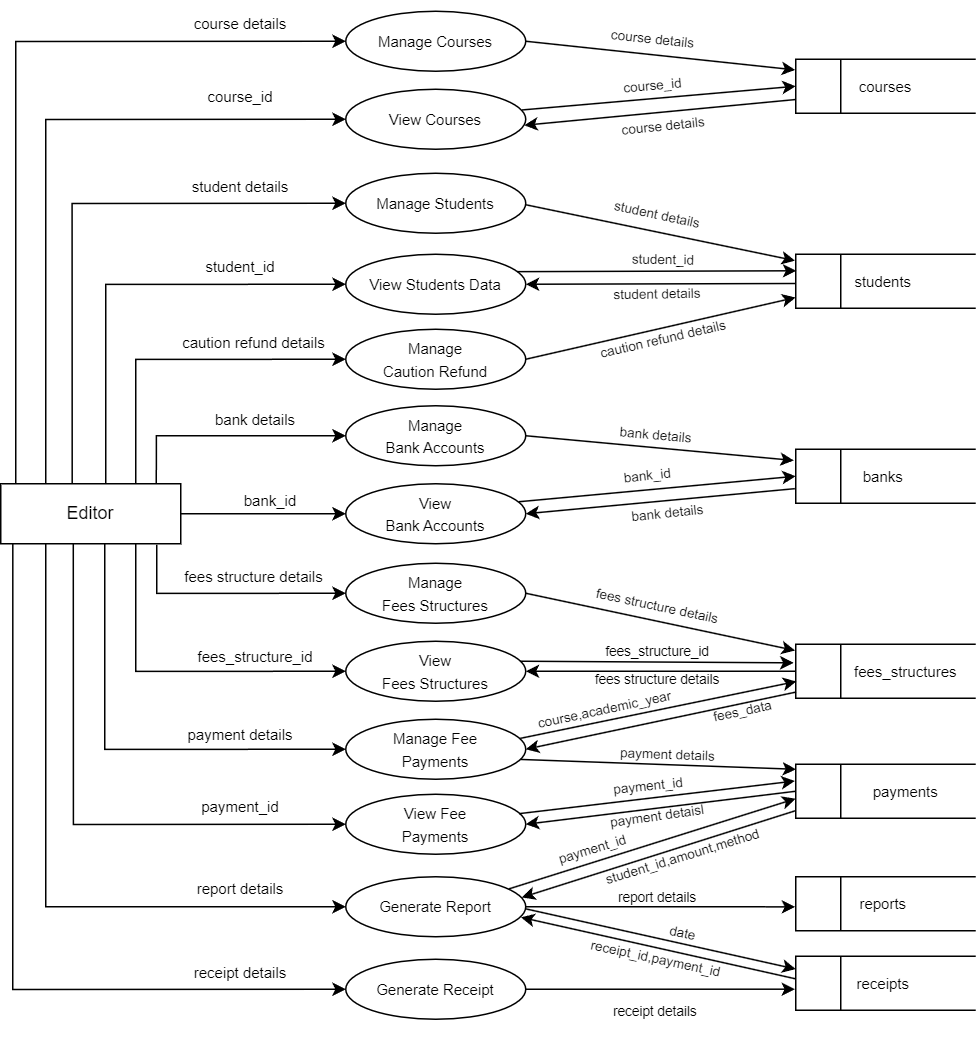 course details
Manage Courses
course details
courses
course_id
View Courses
course_id
course details
student details
Manage Students
student details
students
student_id
View Students Data
student_id
student details
caution refund details
Manage
Caution Refund
caution refund details
bank details
Manage
Bank Accounts
bank details
banks
Editor
bank_id
View
Bank Accounts
bank_id
bank details
fees structure details
Manage
Fees Structures
fees structure details
fees_structures
fees_structure_id
View
Fees Structures
fees_structure_id
fees structure details
payment details
Manage Fee
Payments
course,academic_year
fees_data
payment details
payments
payment_id
View Fee
Payments
payment_id
payment detaisl
report details
Generate Report
payment_id
student_id,amount,method
report details
reports
date
receipt_id,payment_id
receipts
receipt details
Generate Receipt
receipt details